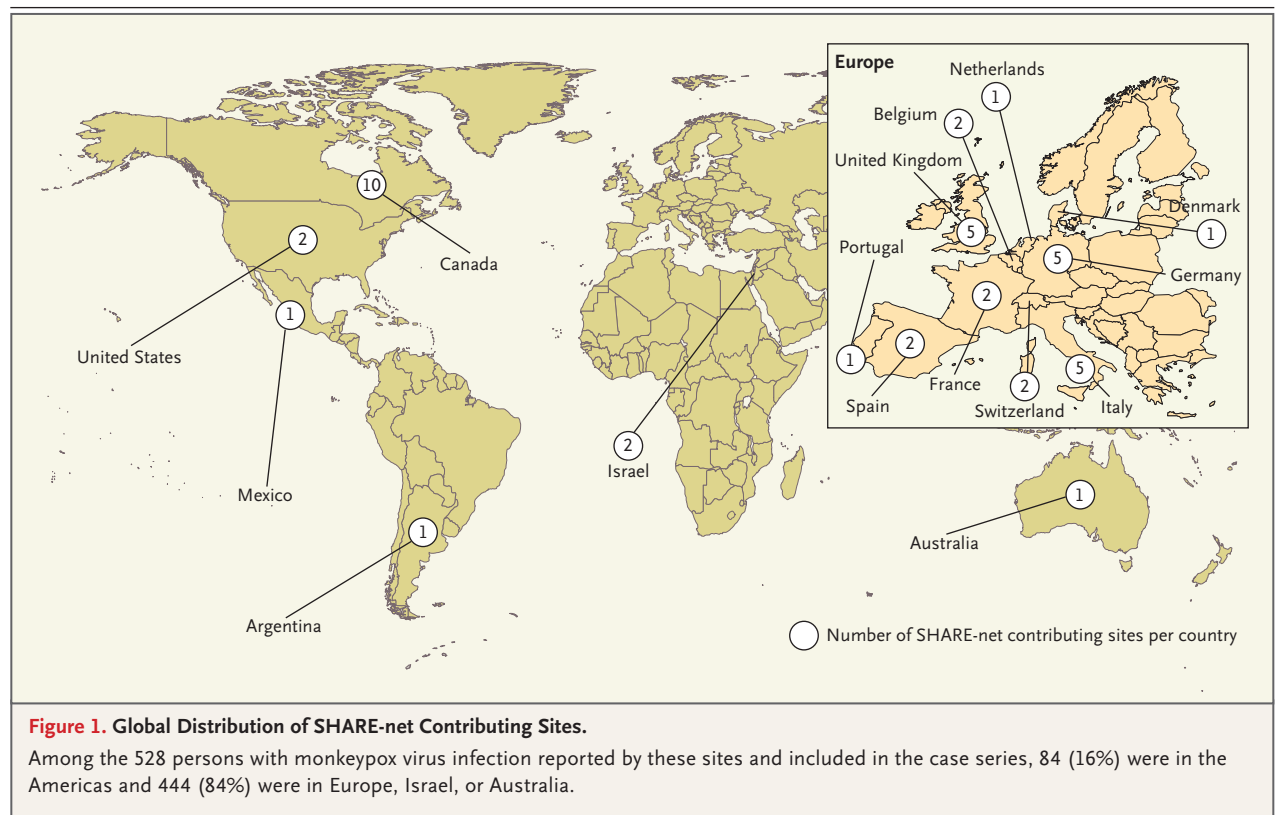 Europe
Netherlands
1
Belgium
2
United Kingdom
5
Denmark
1
Portugal
1
5
Germany
2
France
2
Spain
2
Switzerland
5
Italy
10
Canada
2
United States
1
Mexico
2
Israel
1
Argentina
1
Australia
Number of SHARE-net contributing sites per country
Figure 1. Global Distribution of SHARE-net Contributing Sites.
Among the 528 persons with monkeypox virus infection reported by these sites and included in the case series, 84 (16%) were in the
Americas and 444 (84%) were in Europe, Israel, or Australia.